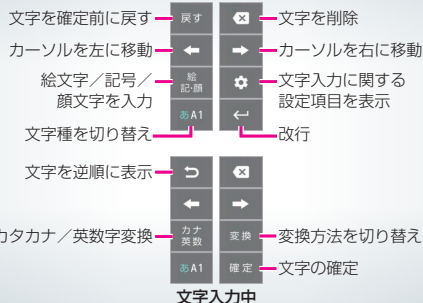 文字を確定前に戻す 戻す 文字を削除
カーソルを左に移動 カーソルを右に移動
絵文字／記号／
顔文字を入力
絵
記・顔
文字入力に関する
設定項目を表示
文字種を切り替え あA1 改行
文字を逆順に表示
カタカナ／英数字変換 カナ
英数
変換 変換方法を切り替え
あA1 確定 文字の確定
文字入力中